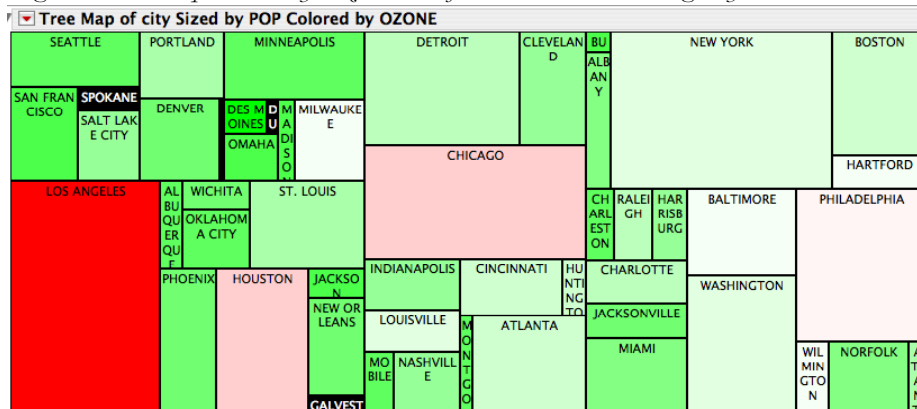 Tree Map of city Sized by POP Colored by OZONE
SEATTLE
PORTLAND
MINNEAPOLIS
DETROIT
CLEVELAN
D
BU
NEW YORK
BOSTON
ALB
AN
Y
SAN FRAN
CISCO
SPOKANE
DENVER
DES M
OINES
D
U
M
A
DI
S
O
MILWAUKE
E
SALT LAK
E CITY
OMAHA
CHICAGO
HARTFORD
LOS ANGELES
AL
BU
QU
ER
QU
E
WICHITA
ST. LOUIS
CH
ARL
EST
ON
RALEI
GH
HAR
RISB
URG
BALTIMORE
PHILADELPHIA
OKLAHOM
A CITY
PHOENIX
HOUSTON
JACKSO
N
INDIANAPOLIS
CINCINNATI
HU
NTI
NG
TO
CHARLOTTE
WASHINGTON
NEW OR
LEANS
LOUISVILLE
M
O
N
T
G
O
ATLANTA
JACKSONVILLE
MIAMI
WIL
MIN
GTO
N
NORFOLK
MO
BILE
NASHVILL
E
GALVEST